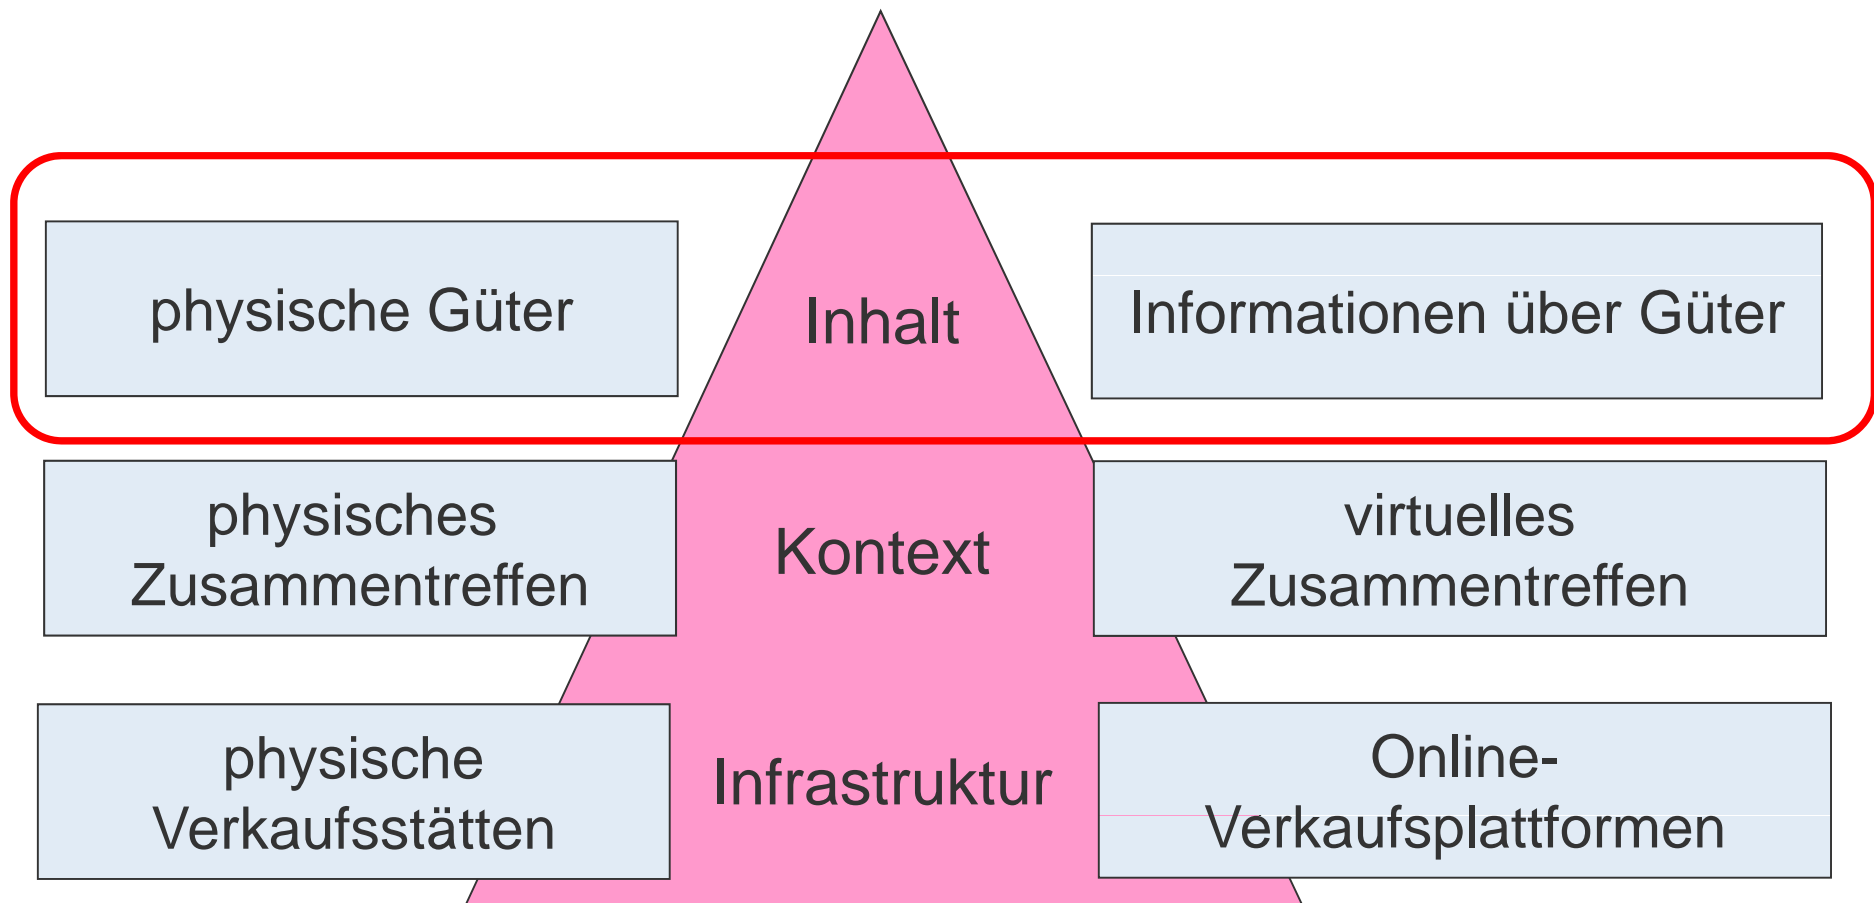 physische Güter
Inhalt
Informationen über Güter
physisches
Zusammentreffen
Kontext
virtuelles
Zusammentreffen
physische
Verkaufsstätten
Infrastruktur
Online-
Verkaufsplattformen